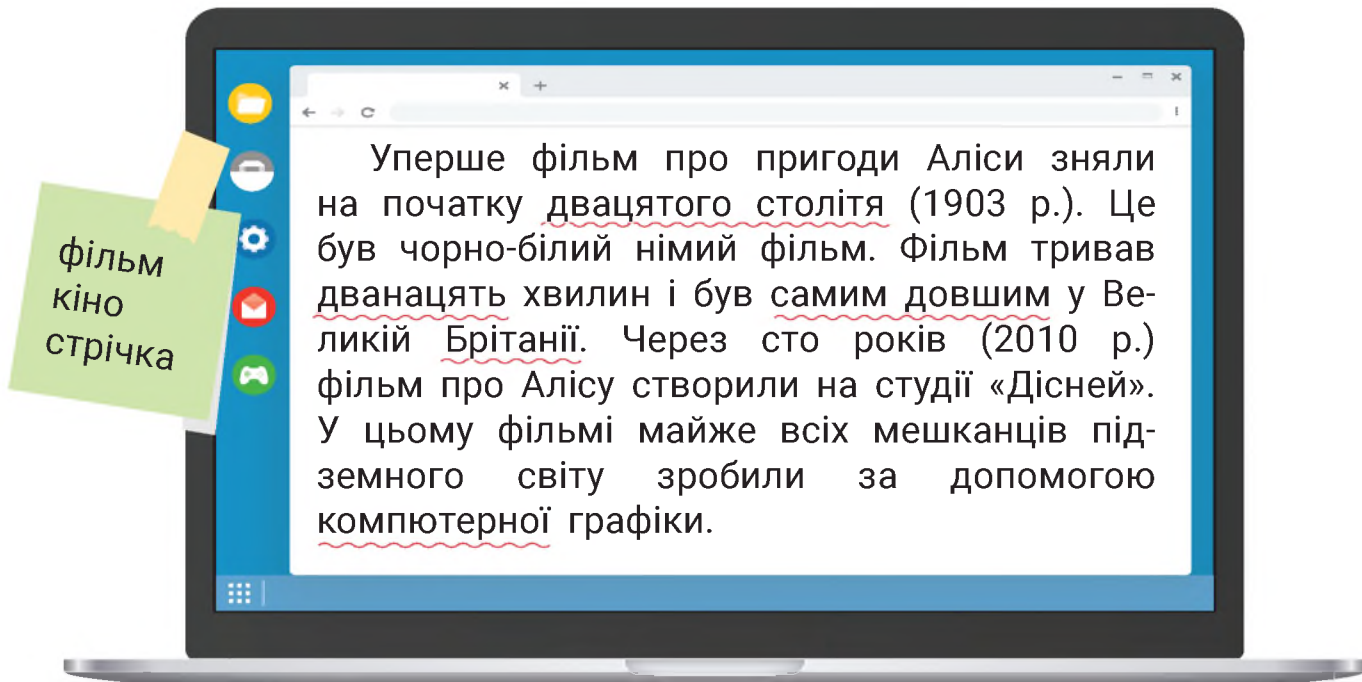 фільм
кіно
стрічка
Уперше фільм про пригоди Аліси зняли
на початку двацятого столітя (1903 р.). Це
був чорно-білий німий фільм. Фільм тривав
дванацять хвилин і був самим довшим у Ве-
ликій Брітанії. Через сто років (2010 р.)
фільм про Алісу створили на студії «Дісней».
У цьому фільмі майже всіх мешканців під-
земного світу зробили за допомогою
компютерної графіки.